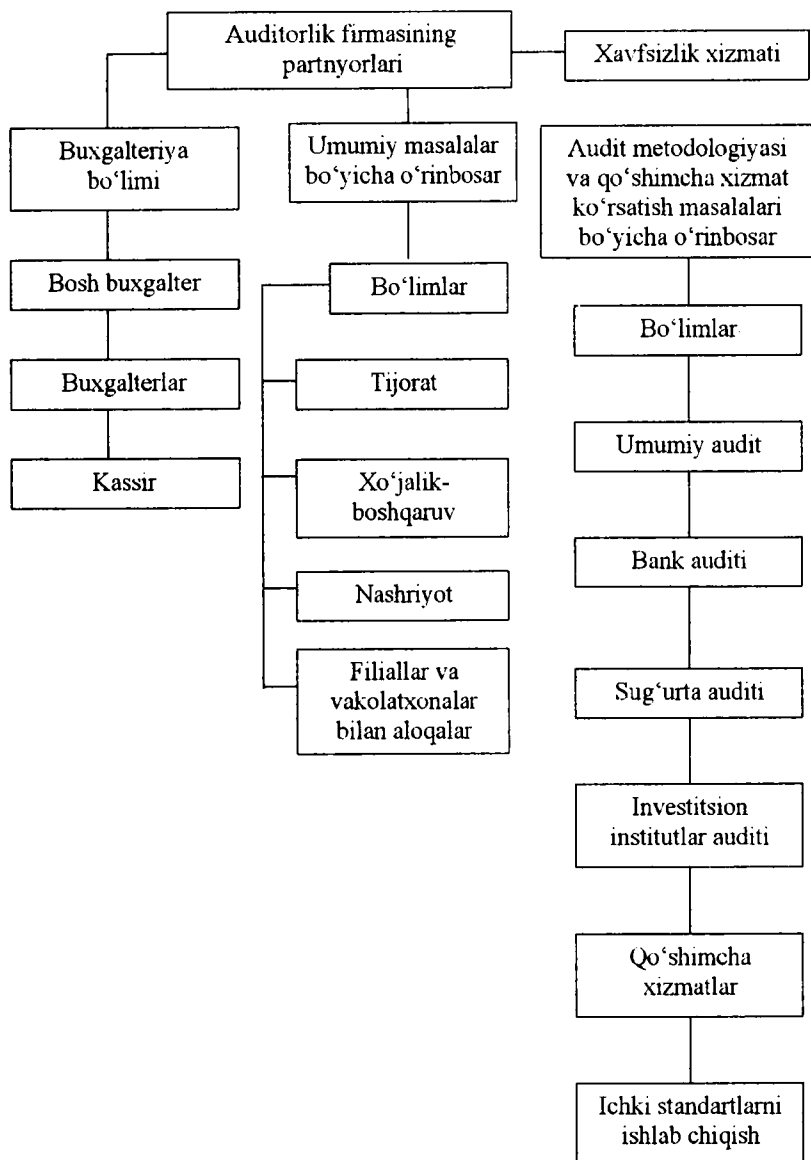 Auditorlik firmasining
partnyorlari
Xavfsizlik xizmati
Buxgalteriya
bo‘limi
Bosh buxgalter
Buxgalterlar
Kassir
Umumiy masalalar
bo‘yicha o‘rinbosar
Bo‘limlar
Tijorat
Xo‘jalik-
boshqaruv
Nashriyot
Filiallar va
vakolatxonalar
bilan aloqalar
Audit metodologiyasi
va qo‘shimcha xizmat
ko‘rsatish masalalari
bo‘yicha o‘rinbosar
Bo‘limlar
Umumiy audit
Bank auditi
Sug‘urta auditi
Investitsion
institutlar auditi
Qo‘shimcha
xizmatlar
Ichki standartlarni
ishlab chiqish